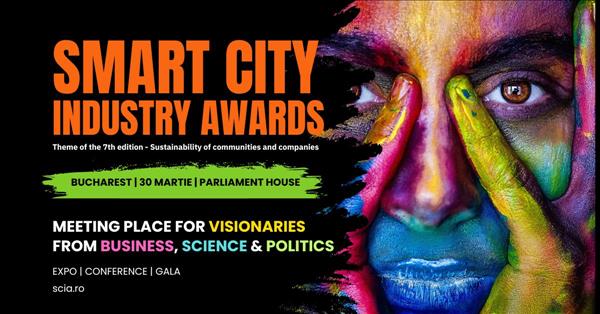 SMART CITY
INDUSTRY AWARDS
Theme of the 7th edition - Sustainability of communities and companies
BUCHAREST | 30 MARTIE | PARLIAMENT HOUSE
MEETING PLACE FOR VISIONARIES
FROM BUSINESS, SCIENCE & POLITICS
EXPO | CONFERENCE | GALA
scia.ro